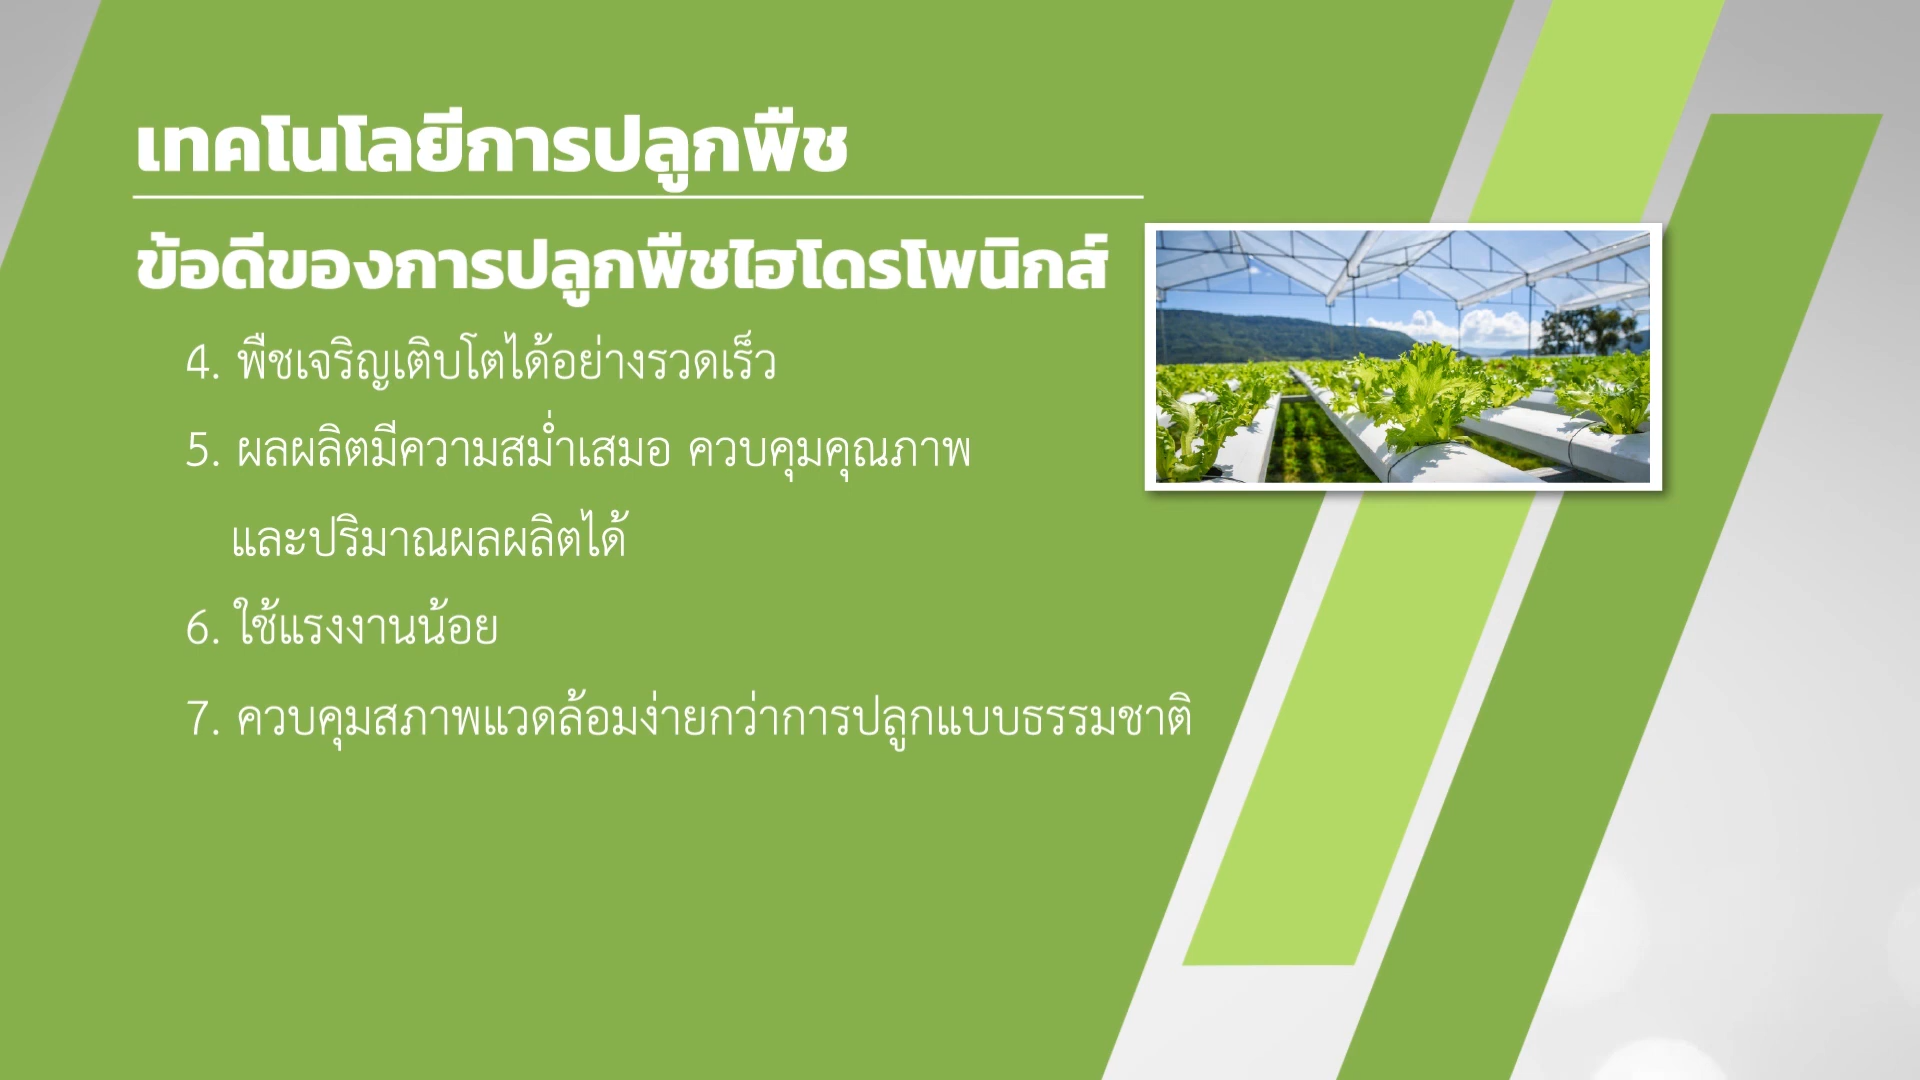 เทคโนโลยีการปลูกพืช
ข้อดีของการปลูกพืชไฮโดรโพนิกส์
4. พืชเจริญเติบโตได้อย่างรวดเร็ว
5. ผลผลิตมีความสม่ำเสมอ ควบคุมคุณภาพ
และปริมาณผลผลิตได้
6. ใช้แรงงานน้อย
7. ควบคุมสภาพแวดล้อมง่ายกว่าการปลูกแบบธรรมชาติ